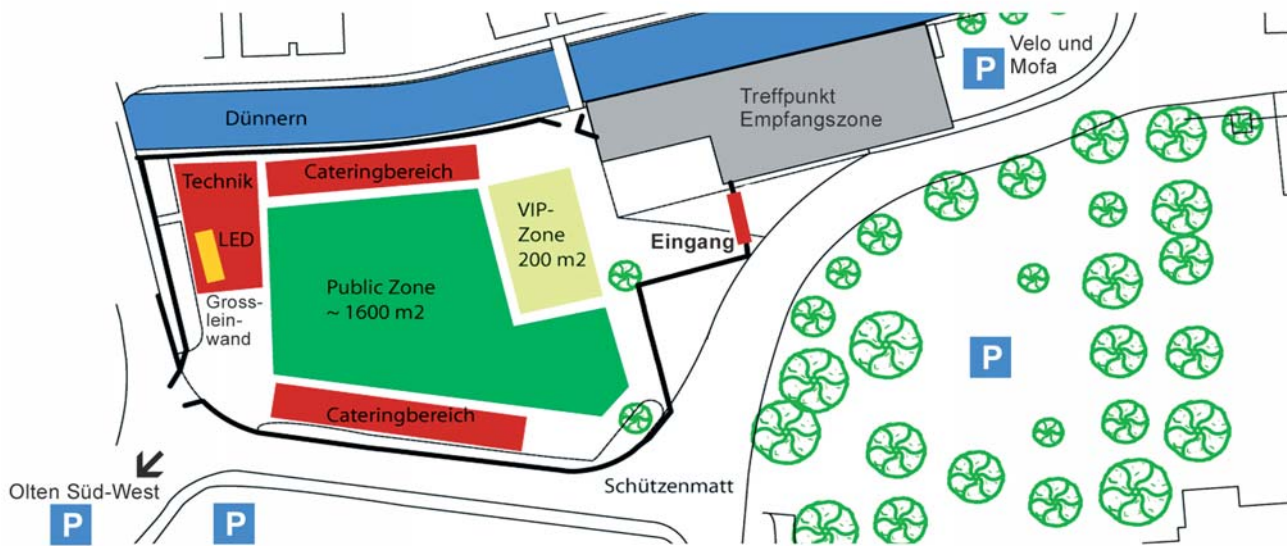 P
Velo und
Mofa
Treffpunkt
Empfangszone
Dünnern
Technik
Cateringbereich
VIP-
Zone
200 m2
LED
Eingang
Public Zone
~ 1600 m2
Gross-
lein-
wand
P
Cateringbereich
Olten Süd-West
Schützenmatt
P
P